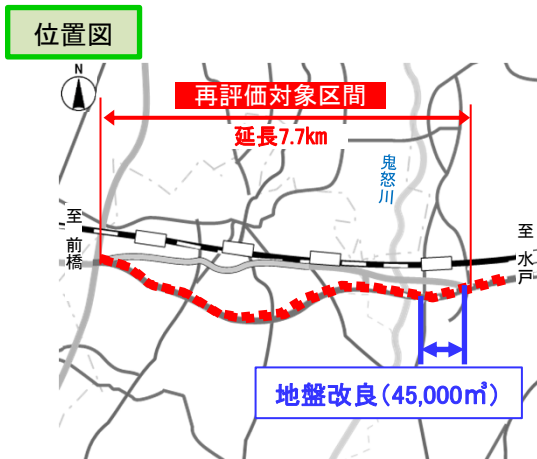 位置図
N
再評価対象区間
延長7.7km
鬼怒川
至
前橋
至
水戸
地盤改良(45,000㎥)